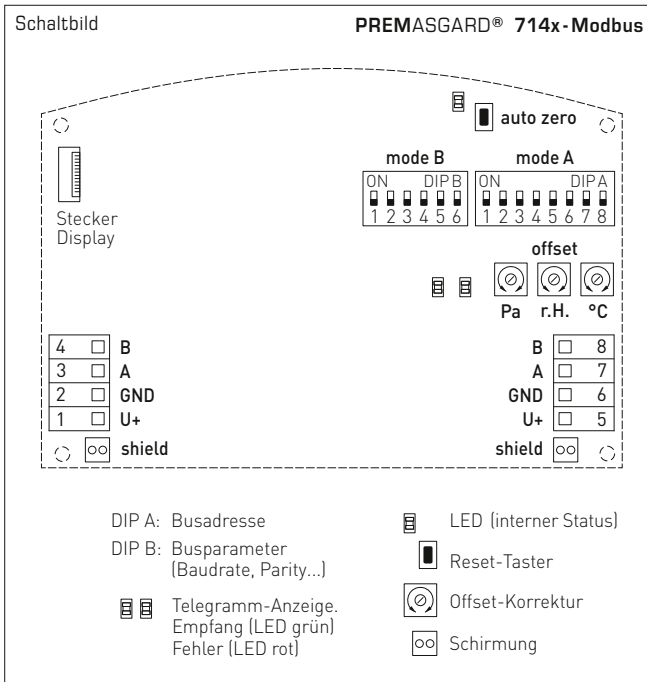 Schaltbild
PREMASGARD® 714x-Modbus
auto zero
mode B
mode A
ON DIP B
ON DIP A
1 2 3 4 5 6
1 2 3 4 5 6 7 8
Stecker
Display
offset
Pa r.H. °C
4 B
3 A
2 GND
1 U+
shield
B 8
A 7
GND 6
U+ 5
shield
DIP A: Busadresse
DIP B: Busparameter
(Baudrate, Parity...)
Telegramm-Anzeige.
Empfang (LED grün)
Fehler (LED rot)
LED (interner Status)
Reset-Taster
Offset-Korrektur
Schirmung